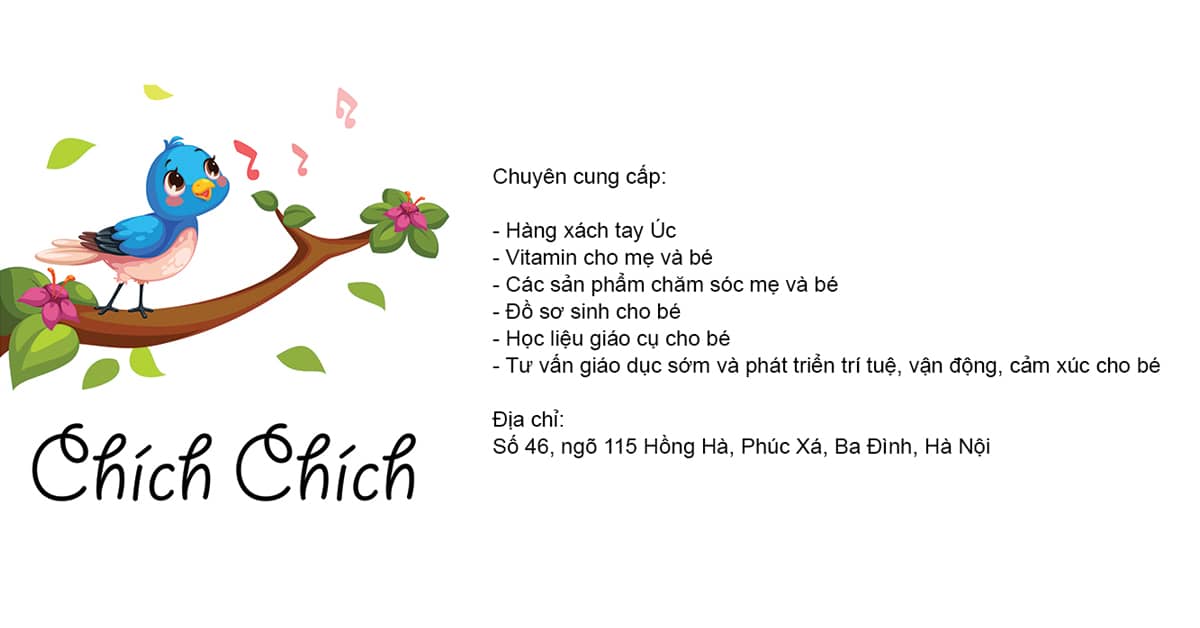 Chích Chích
Chuyên cung cấp:
- Hàng xách tay Úc
- Vitamin cho mẹ và bé
- Các sản phẩm chăm sóc mẹ và bé
- Đồ sơ sinh cho bé
- Học liệu giáo cụ cho bé
- Tư vấn giáo dục sớm và phát triển trí tuệ, vận động, cảm xúc cho bé
Địa chỉ:
Số 46, ngõ 115 Hồng Hà, Phúc Xá, Ba Đình, Hà Nội